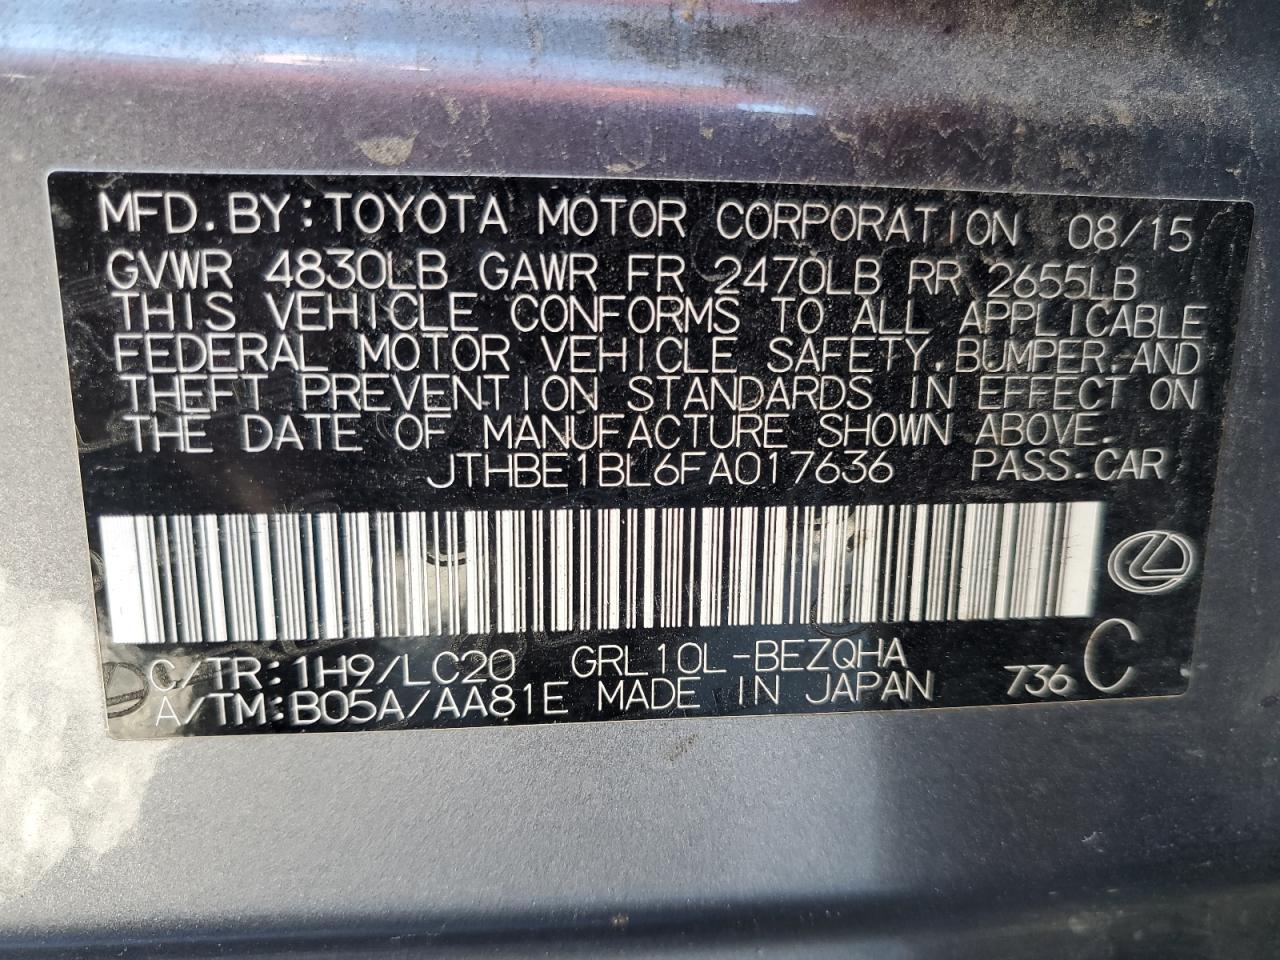 MFD. BY: TOYOTA MOTOR CORPORATION 08/15
GVWR 4830LB GAWR FR 2470LB RR 2655LB
THIS VEHICLE CONFORMS TO ALL APPLICABLE
FEDERAL MOTOR VEHICLE SAFETY, BUMPER, AND
THEFT PREVENTION STANDARDS IN EFFECT ON
THE DATE OF MANUFACTURE SHOWN ABOVE.
JTHBE1BL6FA017636 PASS. CAR
C/TR: 1H9/LC20 GRL10L-BEZQHA
A/TM: B05A/AA81E MADE IN JAPAN 736 C